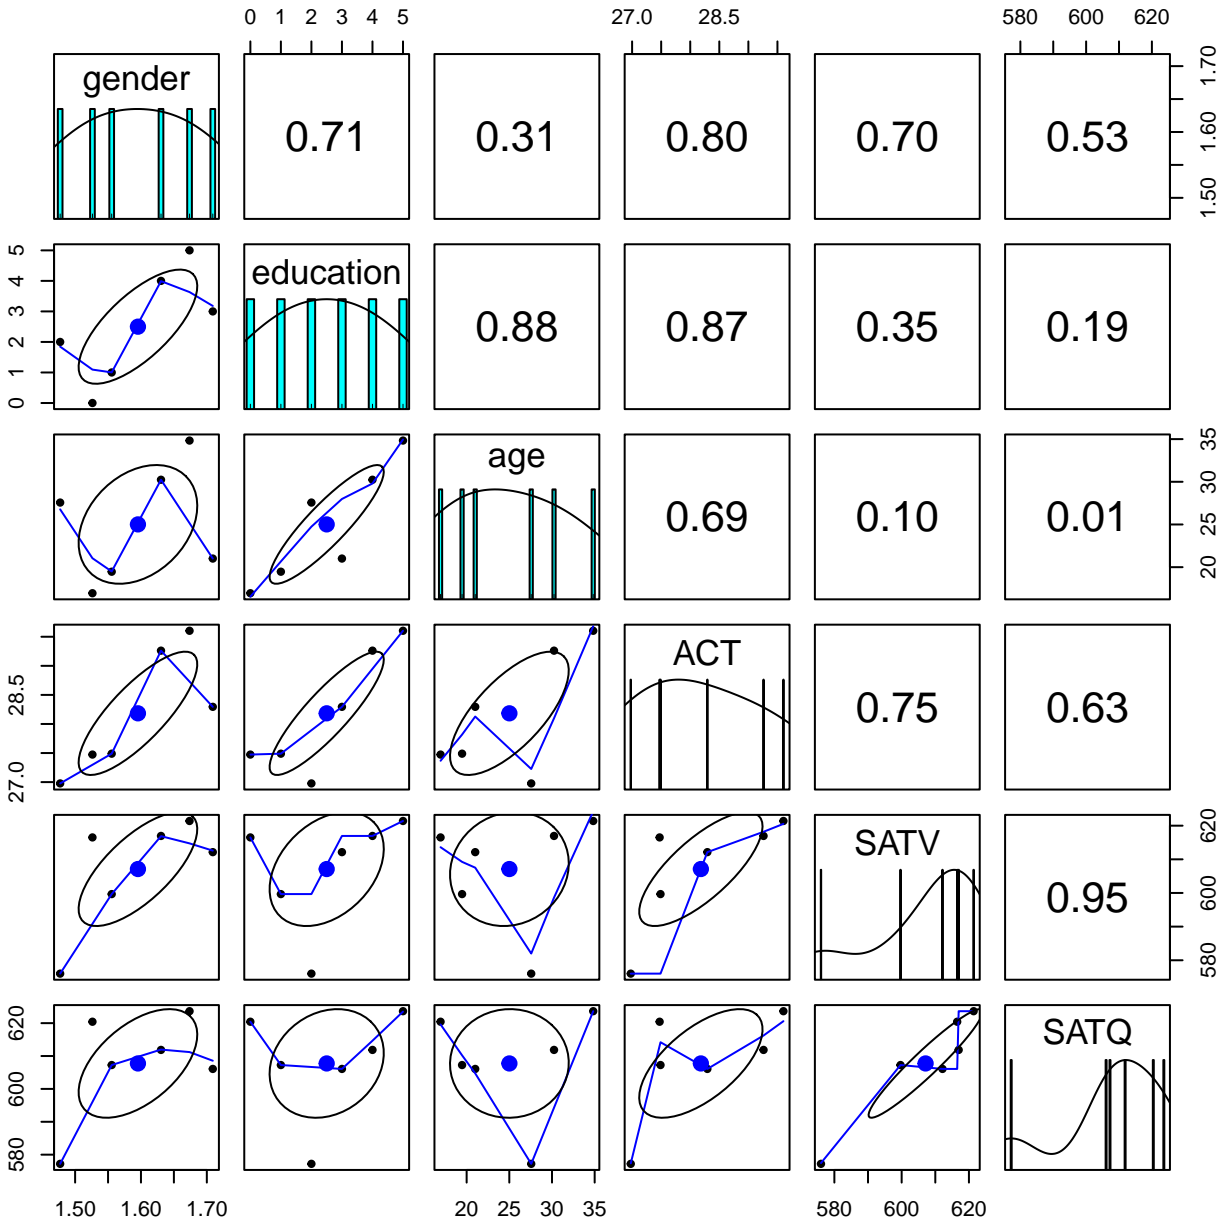 0 1 2 3 4 5 27.0 28.5 580 600 620
gender 0.71 0.31 0.80 0.70 0.53 1.50 1.60 1.70
0 1 2 3 4 5 education 0.88 0.87 0.35 0.19
age 0.69 0.10 0.01 20 25 30 35
27.0 28.5 ACT 0.75 0.63
SATV 0.95 580 600 620
580 600 620 SATQ
1.50 1.60 1.70 20 25 30 35 580 600 620